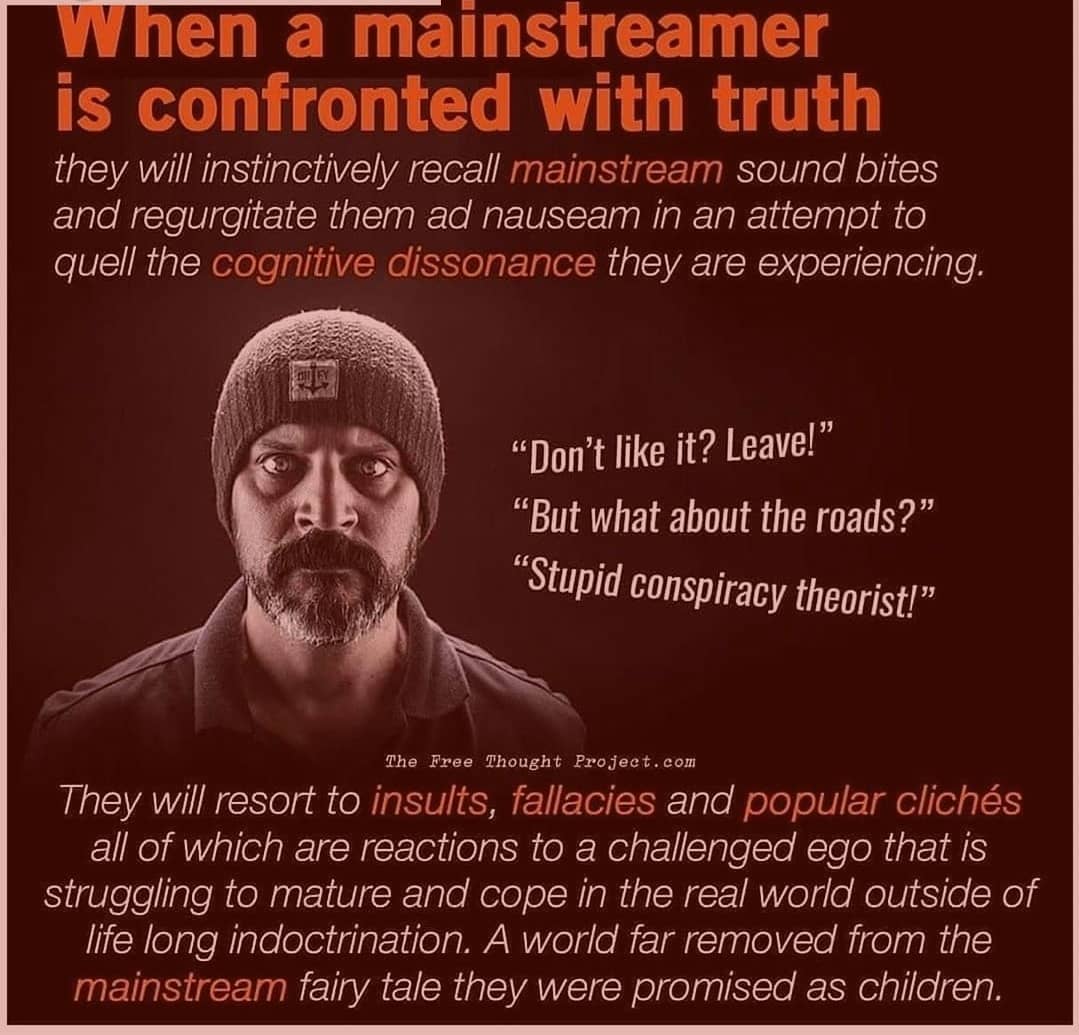 When a mainstreamer
is confronted with truth
they will instinctively recall mainstream sound bites
and regurgitate them ad nauseam in an attempt to
quell the cognitive dissonance they are experiencing.
“Don’t like it? Leave!”
“But what about the roads?”
“Stupid conspiracy theorist!”
The Free Thought Project.com
They will resort to insults, fallacies and popular clichés
all of which are reactions to a challenged ego that is
struggling to mature and cope in the real world outside of
life long indoctrination. A world far removed from the
mainstream fairy tale they were promised as children.